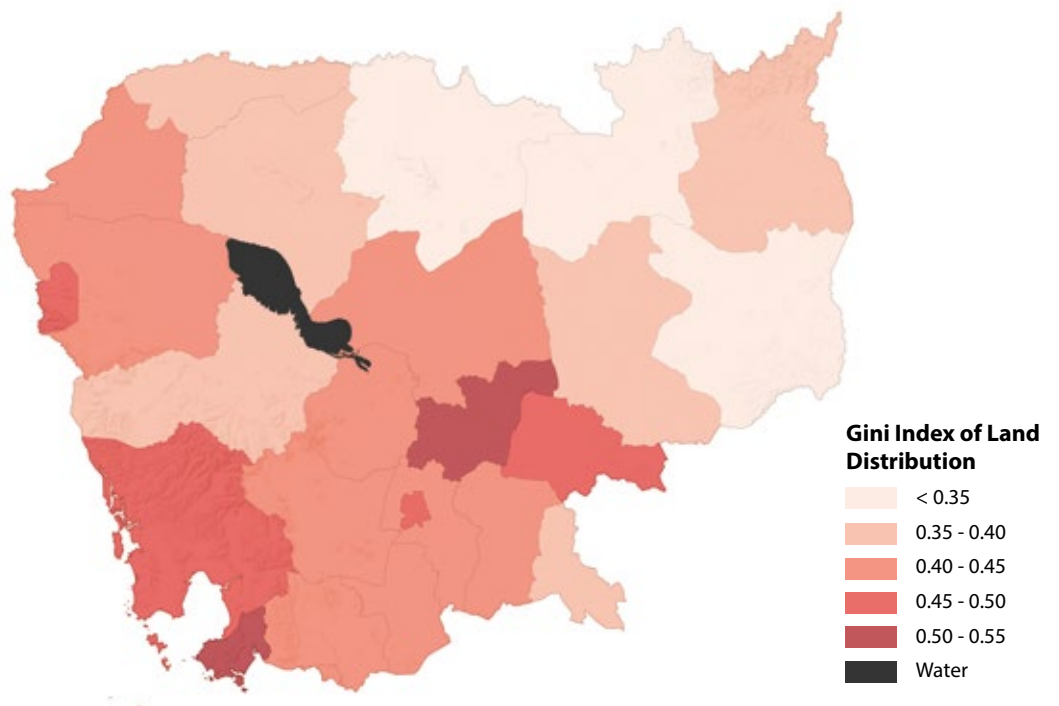 Gini Index of Land
Distribution
< 0.35
0.35 - 0.40
0.40 - 0.45
0.45 - 0.50
0.50 - 0.55
Water